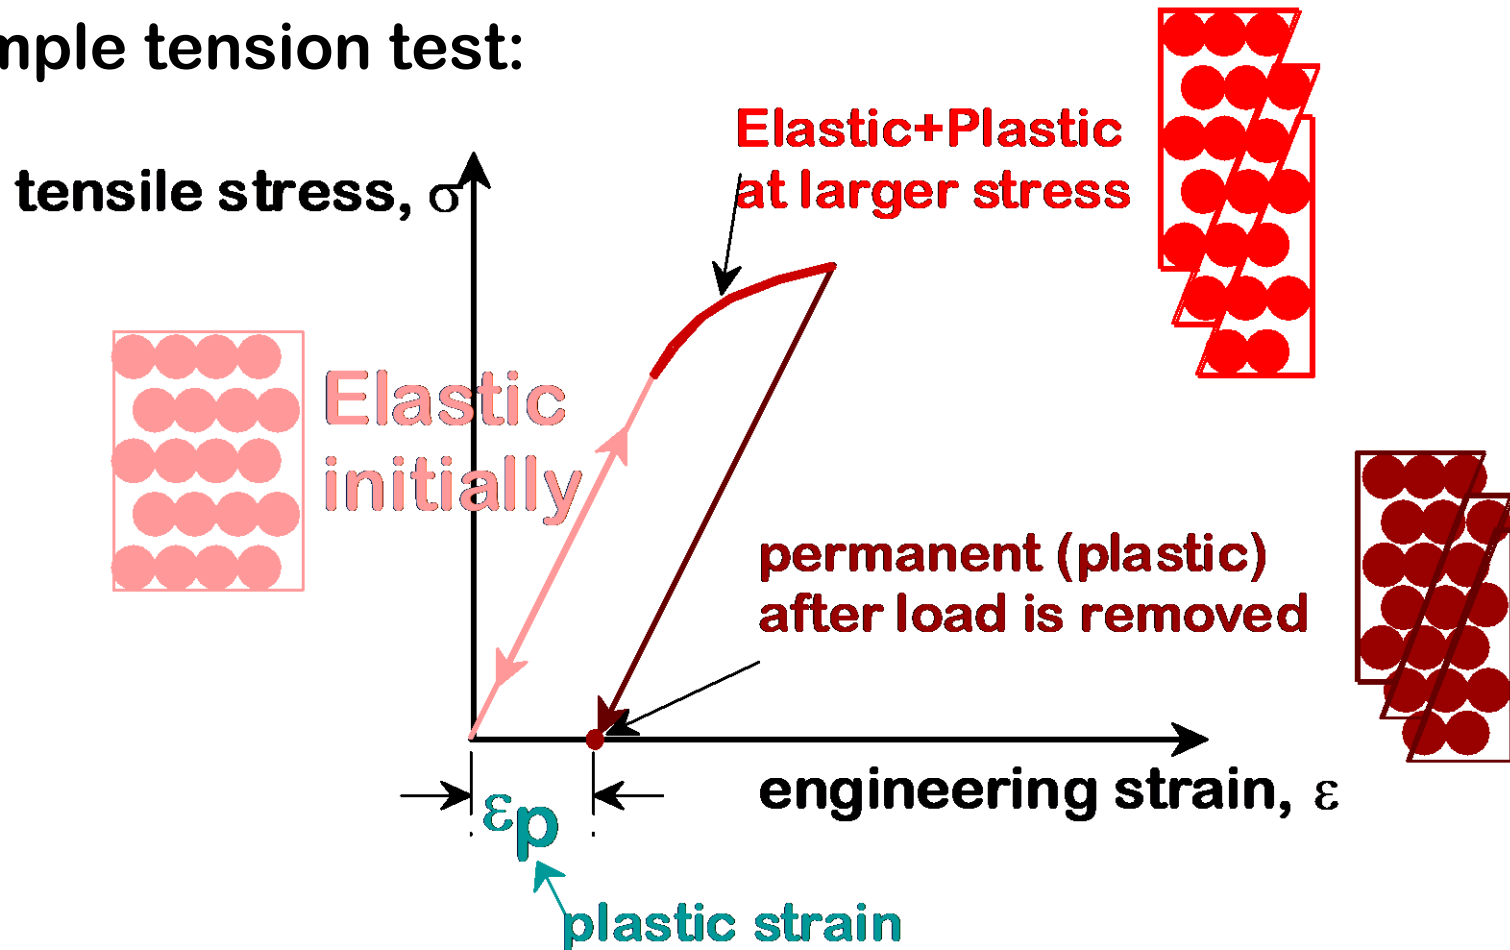 mple tension test:
Elastic+Plastic
at larger stress
tensile stress, σ
Elastic
initially
permanent (plastic)
after load is removed
engineering strain, ε
εp
plastic strain